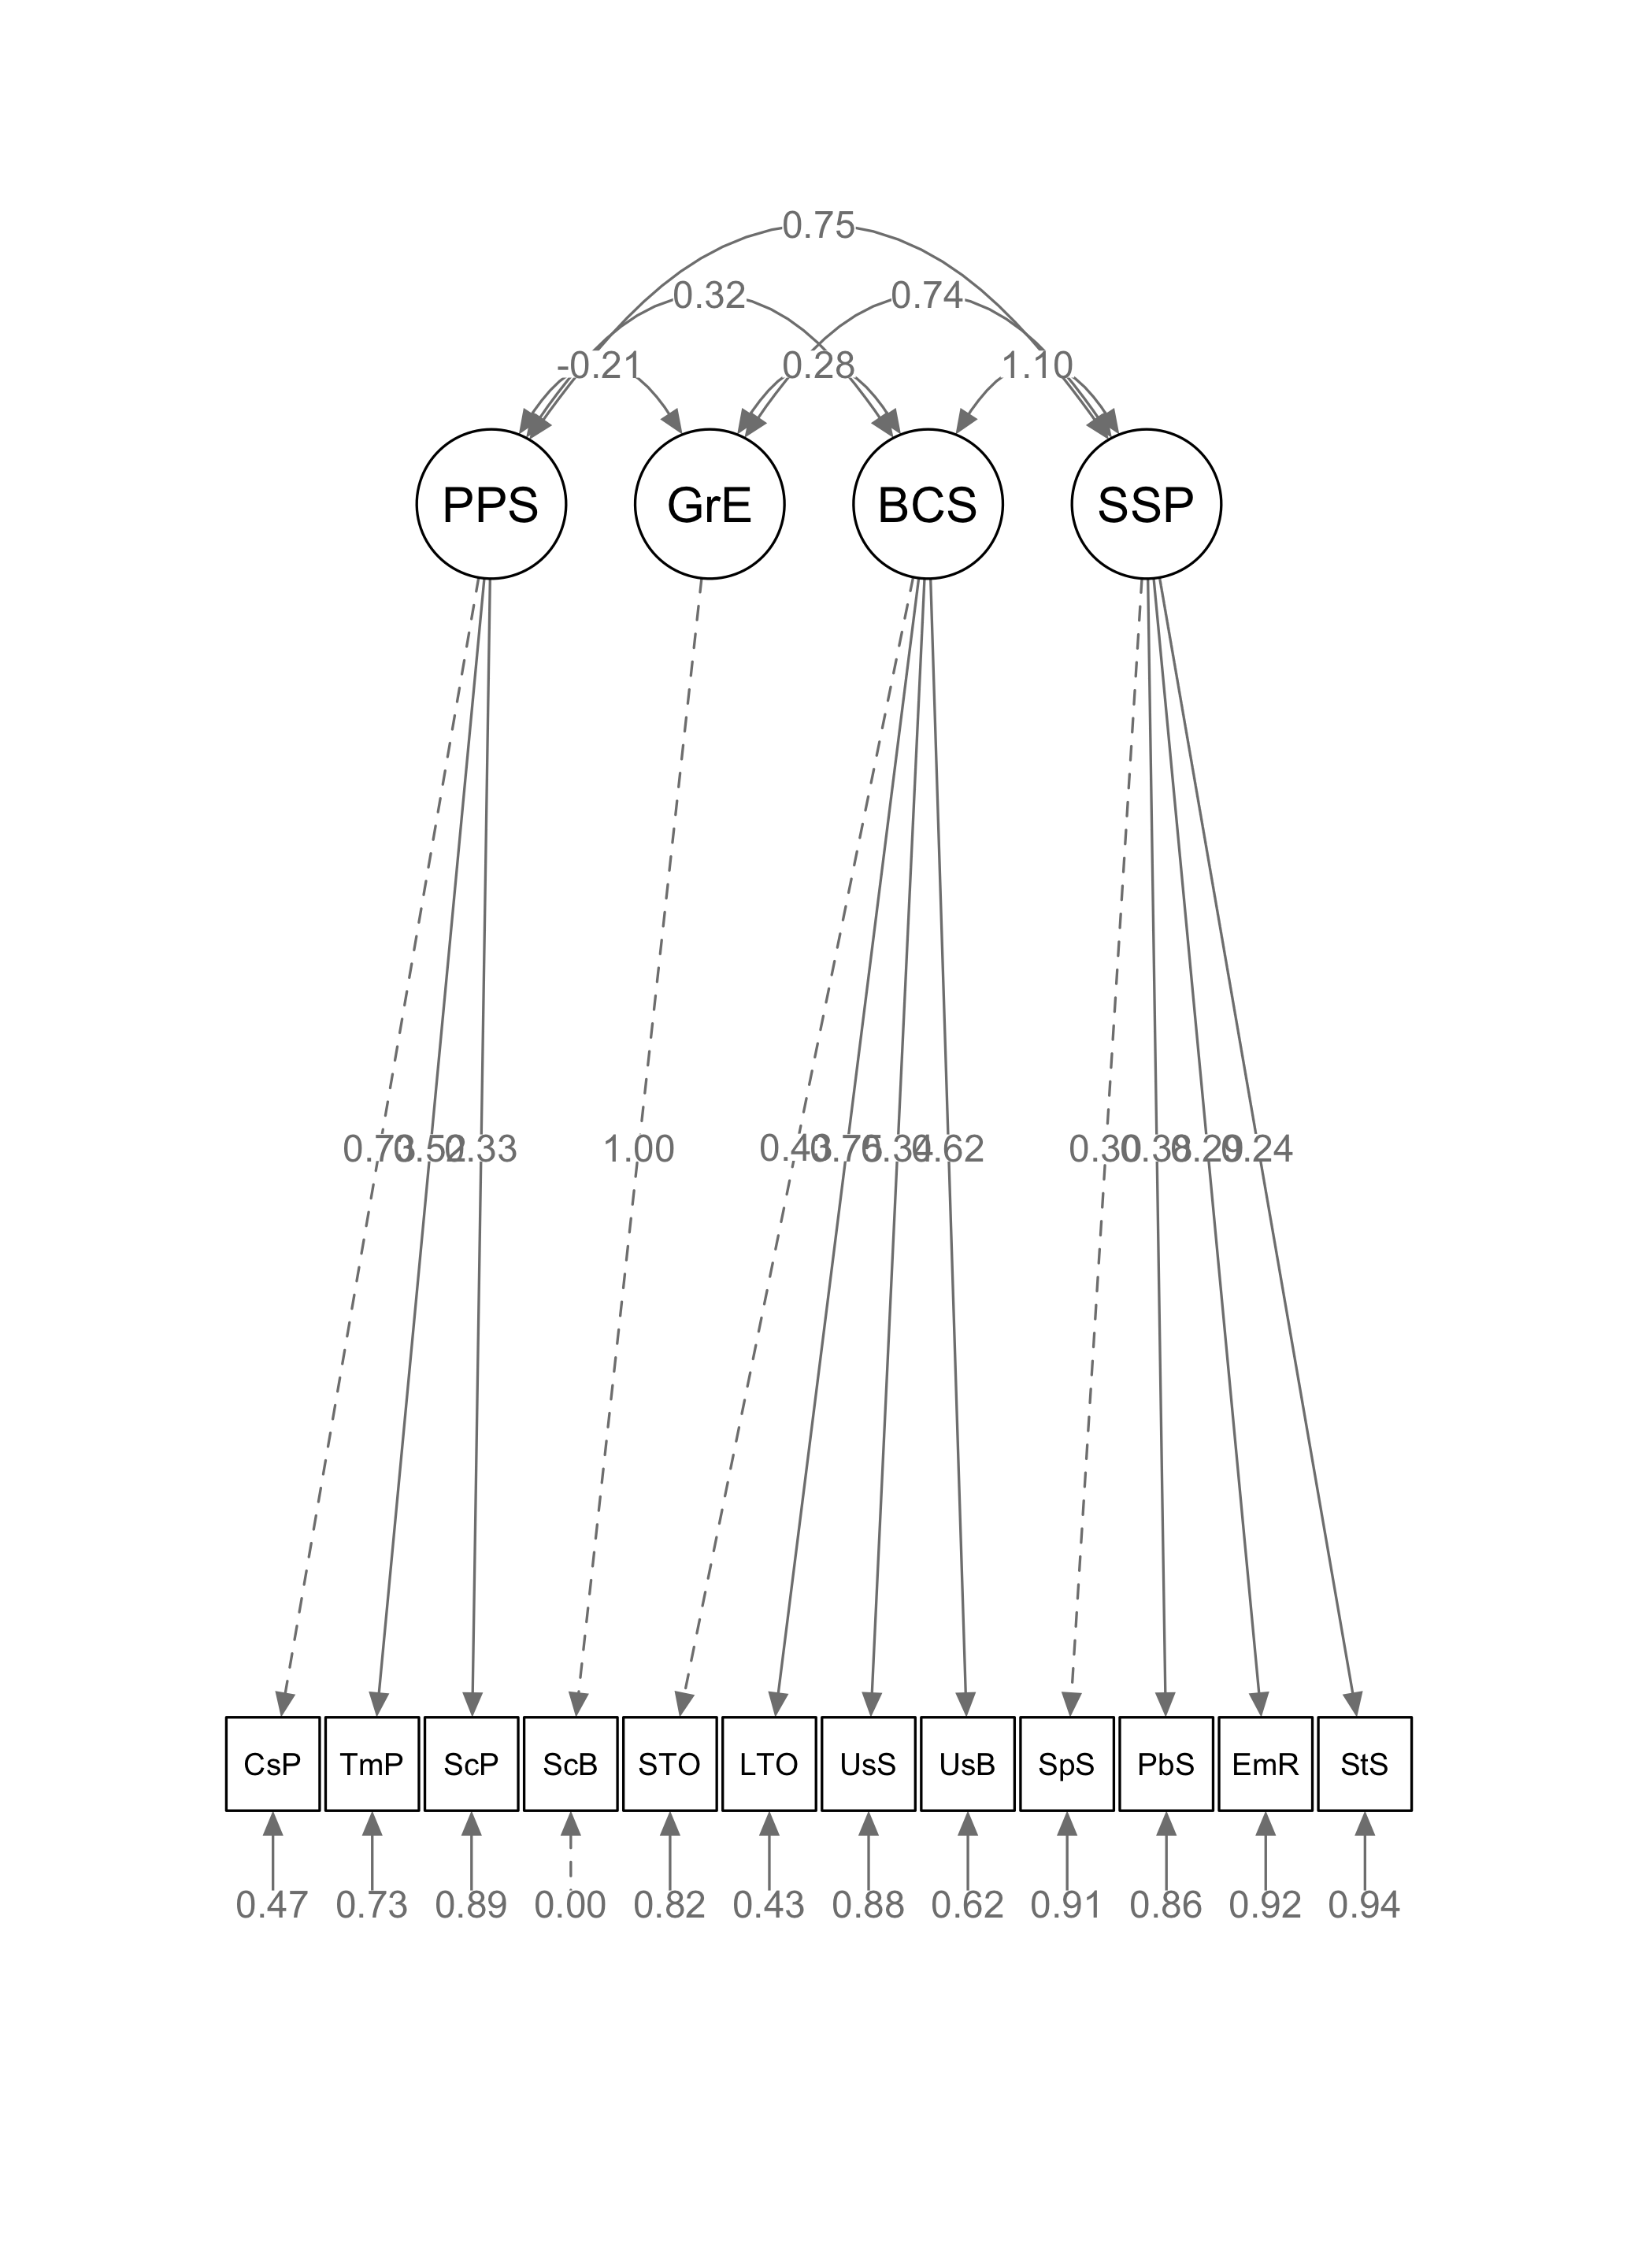 0.75
0.32 0.74
-0.21 0.28 1.10
PPS GrE BCS SSP
0.73 0.52 0.33 1.00 0.43 0.76 0.34 0.62 0.30 0.38 0.29 0.24
CsP TmP ScP ScB STO LTO UsS UsB SpS PbS EmR StS
0.47 0.73 0.89 0.00 0.82 0.43 0.88 0.62 0.91 0.86 0.92 0.94